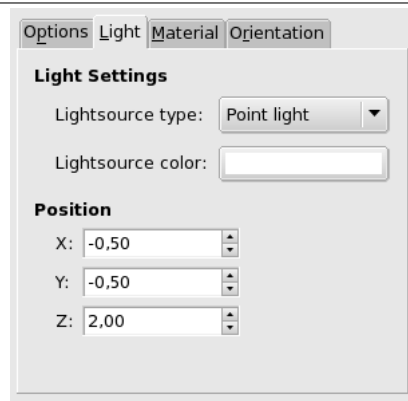 Options Light Material Orientation
Light Settings
Lightsource type: Point light
Lightsource color:
Position
X: -0,50
Y: -0,50
Z: 2,00